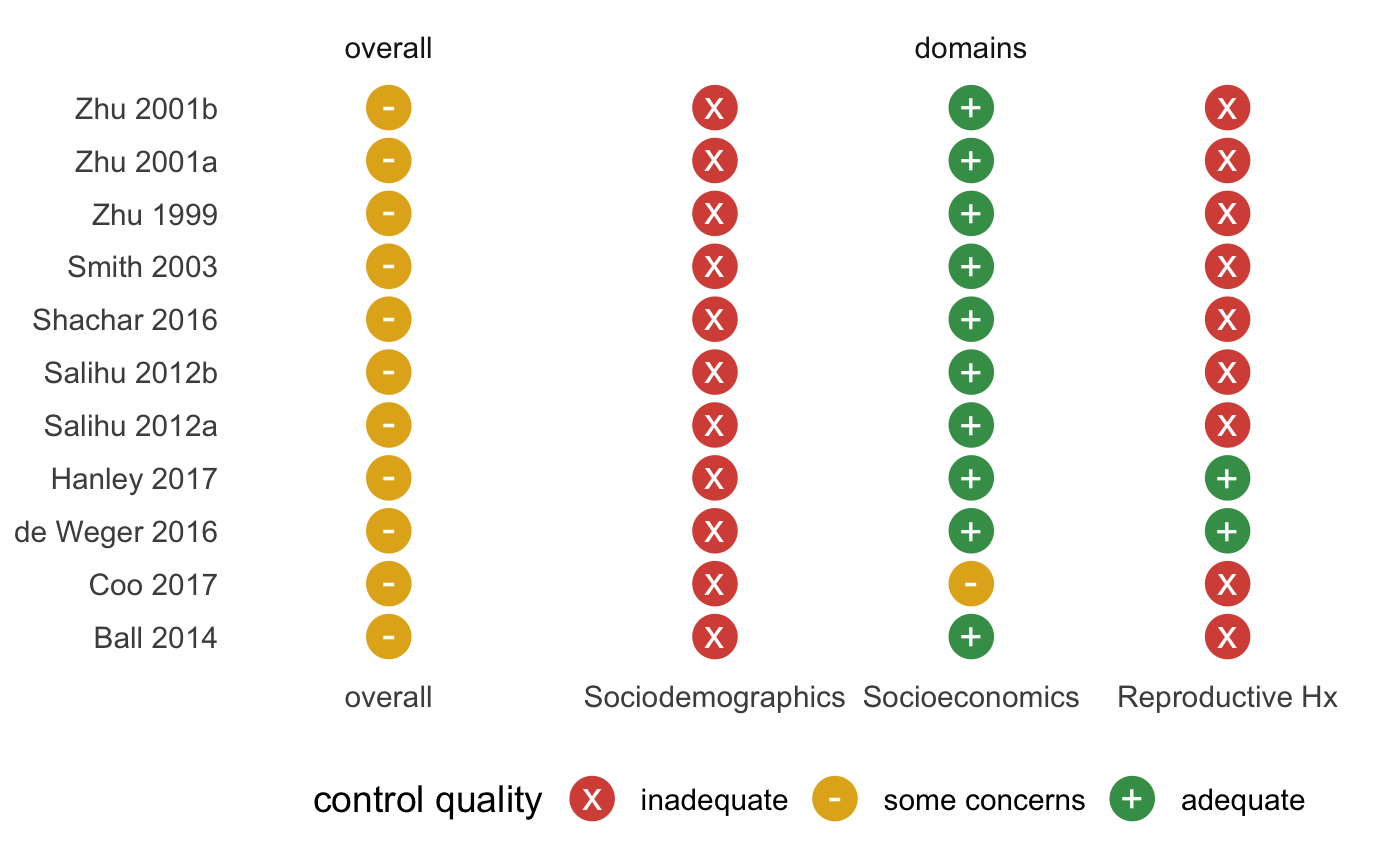 overall domains
Zhu 2001b - x + x
Zhu 2001a - x + x
Zhu 1999 - x + x
Smith 2003 - x + x
Shachar 2016 - x + x
Salihu 2012b - x + x
Salihu 2012a - x + x
Hanley 2017 - x + +
de Weger 2016 - x + +
Coo 2017 - x - x
Ball 2014 - x + x
overall Sociodemographics Socioeconomics Reproductive Hx
control quality x inadequate - some concerns + adequate